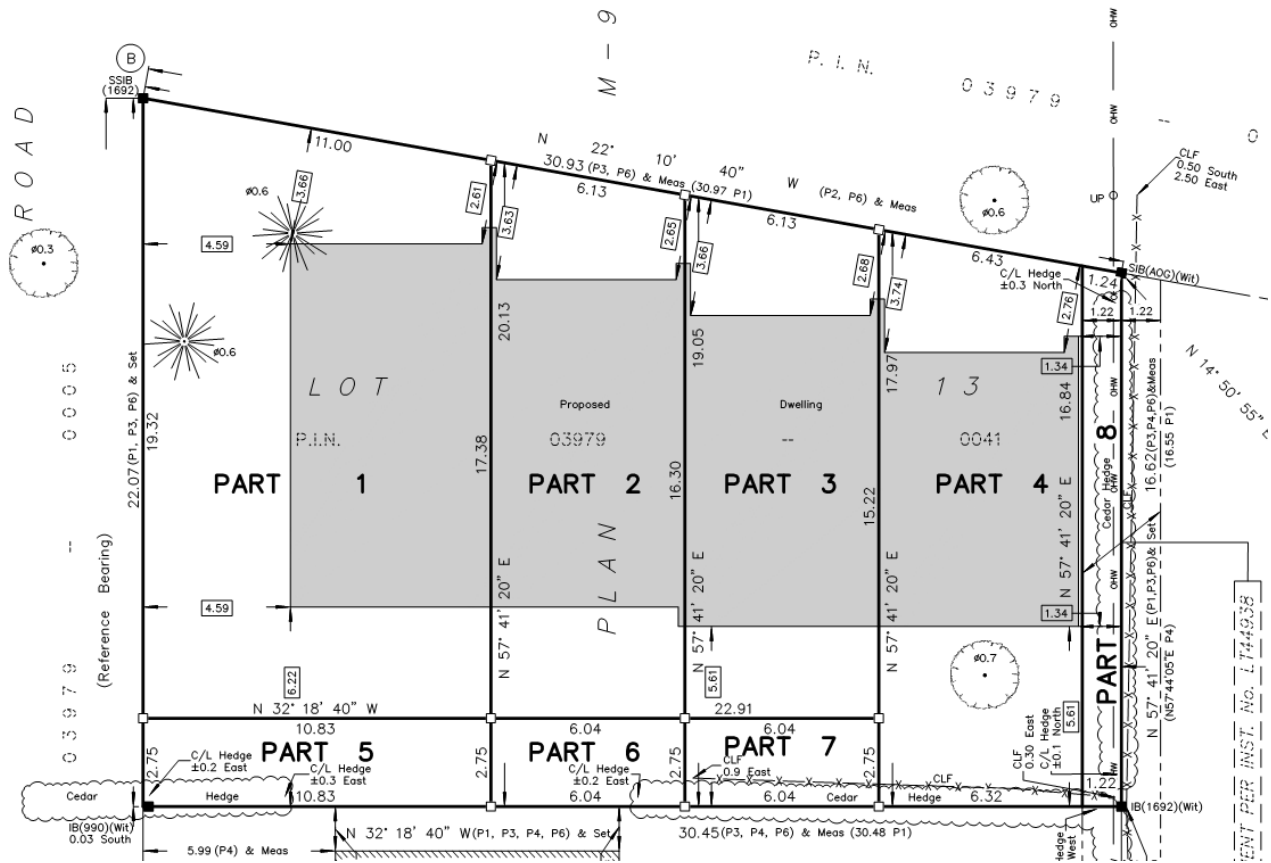 M - 9
P. I. N.
03979
--
0
B
SSIB
(1692)
ROAD
11.00
N 22° 10' 40" W (P2, P6) & Meas
30.93 (P3, P6) & Meas (30.97 P1)
6.13
6.13
6.43
OHW
OHW
CLF
0.50 South
2.50 East
UP
ø0.6
ø0.6
3.66
2.61
3.63
2.65
3.66
2.68
3.74
2.76
ø0.3
4.59
C/L Hedge
±0.3 North
SIB(AOG)(Wit)
1.24
1.22
1.22
N 14° 50' 55" E
ø0.6
20.13
19.05
17.97
16.84
1.34
0005
22.07(P1, P3, P6) & Set
19.32
LOT
13
Proposed
Dwelling
P.I.N.
03979
--
0041
17.38
16.30
15.22
PART 1
PART 2
PART 3
PART 4
PART 8
Cedar Hedge
OHW
OHW
OHW
CLF
16.62(P3,P4,P6)&Meas
(16.55 P1)
--
(Reference Bearing)
PLAN
N 57° 41' 20" E
N 57° 41' 20" E
N 57° 41' 20" E
N 57° 41' 20" E
N 57° 41' 20" E (P1,P3,P6)& Set
(N57°44'05"E P4)
4.59
1.34
03979
6.22
5.61
5.61
ø0.7
ENT PER INST. No. LT44938
N 32° 18' 40" W
22.91
10.83
6.04
6.04
PART 5
PART 6
PART 7
2.75
2.75
2.75
2.75
C/L Hedge
±0.2 East
C/L Hedge
±0.3 East
C/L Hedge
±0.2 East
CLF
0.9 East
CLF
CLF
0.30 East
C/L Hedge
±0.1 North
HW
1.22
Cedar Hedge
10.83
6.04
6.04
Cedar Hedge
6.32
IB(1692)(Wit)
IB(990)(Wit)
0.03 South
N 32° 18' 40" W(P1, P3, P4, P6) & Set
30.45(P3, P4, P6) & Meas (30.48 P1)
5.99(P4) & Meas
Hedge
West